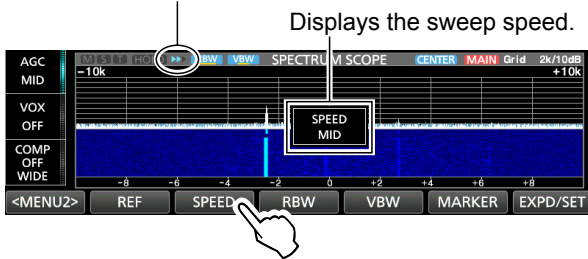 Displays the sweep speed.
AGC
MID
M S T HOLD RBW VBW SPECTRUM SCOPE CENTER MAIN Grid 2k/10dB
-10k +10k
VOX
OFF
SPEED
MID
COMP
OFF
WIDE
-8 -6 -4 -2 0 +2 +4 +6 +8
<MENU2> REF SPEED RBW VBW MARKER EXPD/SET